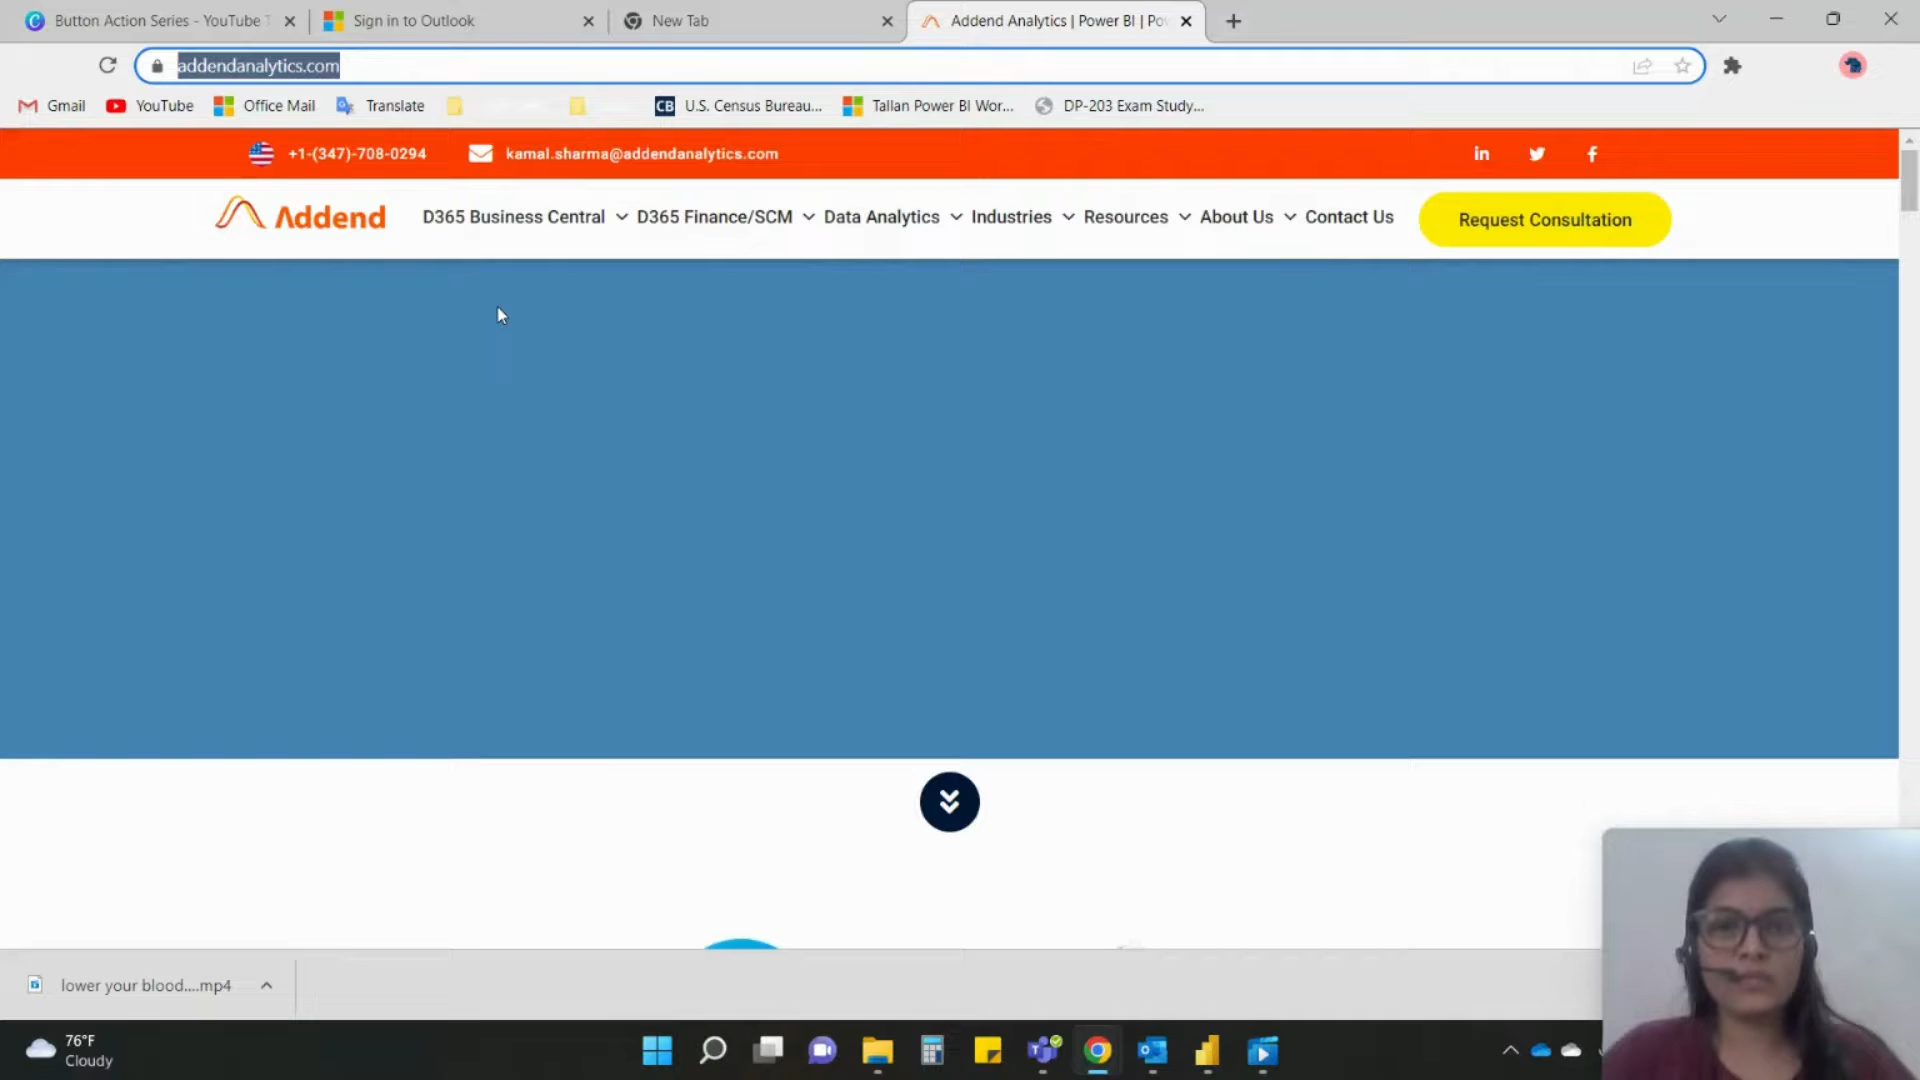 Button Action Series - YouTube T
Sign in to Outlook
New Tab
Addend Analytics | Power BI | Po
addendanalytics.com
Gmail
YouTube
Office Mail
Translate
CB U.S. Census Bureau...
Tallan Power BI Wor...
DP-203 Exam Study...
+1-(347)-708-0294
kamal.sharma@addendanalytics.com
Addend
D365 Business Central
D365 Finance/SCM
Data Analytics
Industries
Resources
About Us
Contact Us
Request Consultation
lower your blood....mp4
76°F
Cloudy